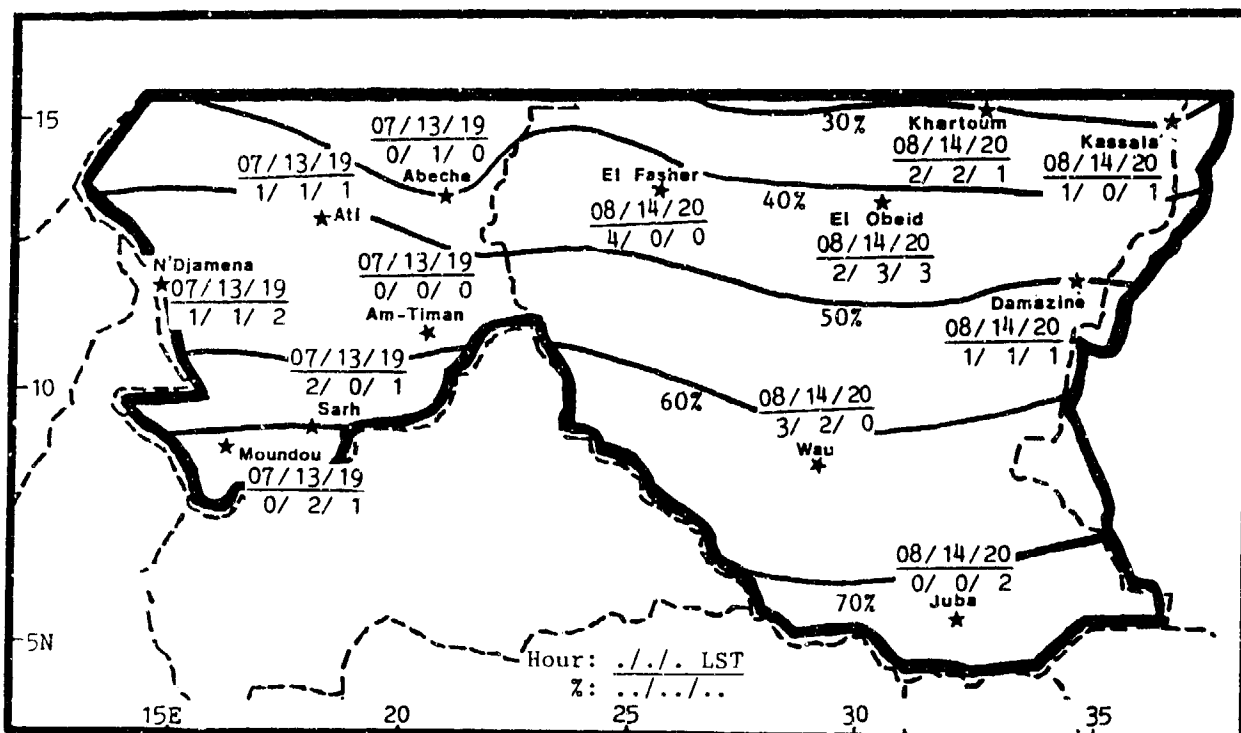 15
30%
Khartoum
08/14/20
2/ 2/ 1
Kassala
08/14/20
1/ 0/ 1
07/13/19
0/ 1/ 0
Abeche
07/13/19
1/ 1/ 1
Ati
El Fasher
08/14/20
4/ 0/ 0
40%
El Obeid
08/14/20
2/ 3/ 3
N'Djamena
07/13/19
1/ 1/ 2
07/13/19
0/ 0/ 0
Am-Timan
50%
Damazine
08/14/20
1/ 1/ 1
10
07/13/19
2/ 0/ 1
Sarh
60%
08/14/20
3/ 2/ 0
Wau
Moundou
07/13/19
0/ 2/ 1
08/14/20
0/ 0/ 2
70%
Juba
5N
Hour: ././. LST
%: ../../..
15E
20
25
30
35